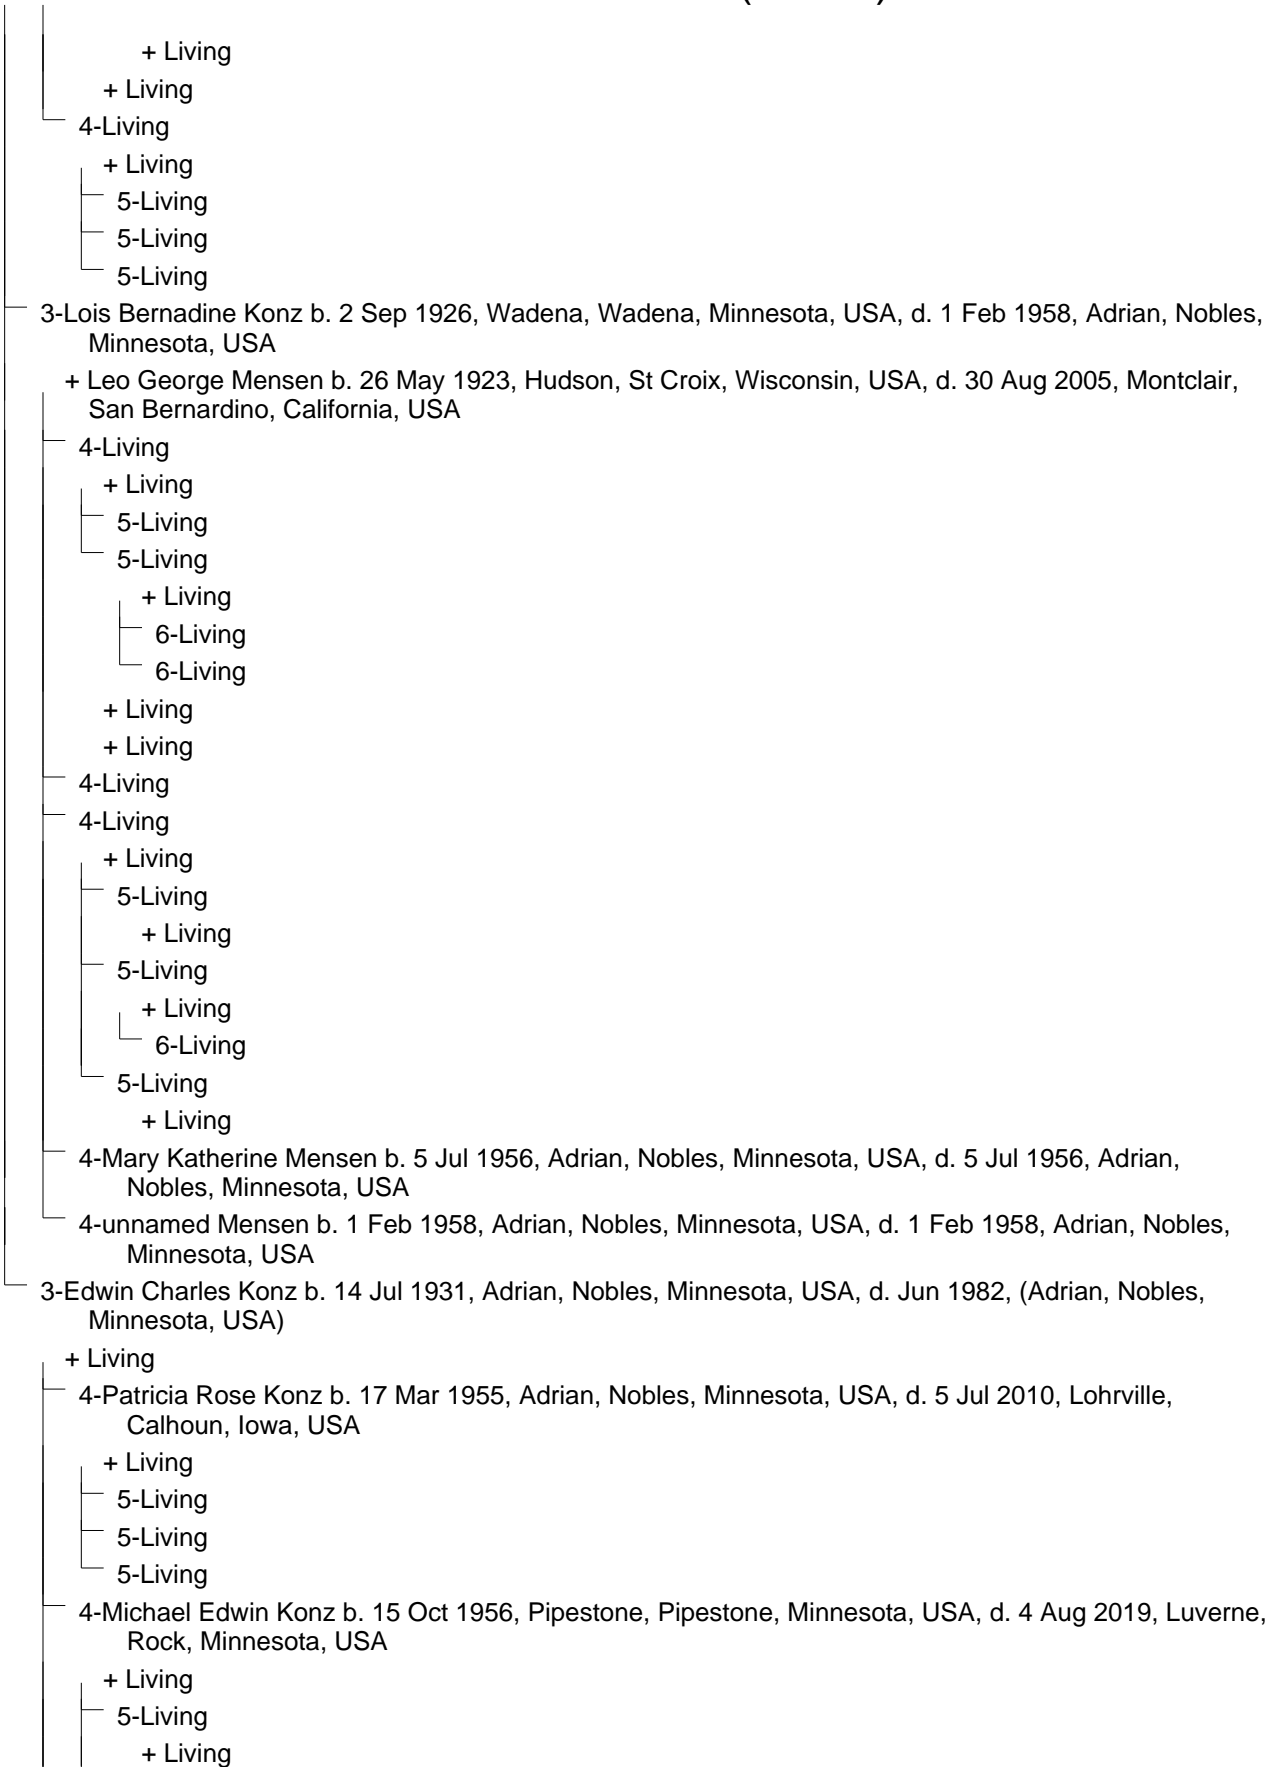 + Living
+ Living
4-Living
+ Living
5-Living
5-Living
5-Living
3-Lois Bernadine Konz b. 2 Sep 1926, Wadena, Wadena, Minnesota, USA, d. 1 Feb 1958, Adrian, Nobles,
Minnesota, USA
+ Leo George Mensen b. 26 May 1923, Hudson, St Croix, Wisconsin, USA, d. 30 Aug 2005, Montclair,
San Bernardino, California, USA
4-Living
+ Living
5-Living
5-Living
+ Living
6-Living
6-Living
+ Living
+ Living
4-Living
4-Living
+ Living
5-Living
+ Living
5-Living
+ Living
6-Living
5-Living
+ Living
4-Mary Katherine Mensen b. 5 Jul 1956, Adrian, Nobles, Minnesota, USA, d. 5 Jul 1956, Adrian,
Nobles, Minnesota, USA
4-unnamed Mensen b. 1 Feb 1958, Adrian, Nobles, Minnesota, USA, d. 1 Feb 1958, Adrian, Nobles,
Minnesota, USA
3-Edwin Charles Konz b. 14 Jul 1931, Adrian, Nobles, Minnesota, USA, d. Jun 1982, (Adrian, Nobles,
Minnesota, USA)
+ Living
4-Patricia Rose Konz b. 17 Mar 1955, Adrian, Nobles, Minnesota, USA, d. 5 Jul 2010, Lohrville,
Calhoun, Iowa, USA
+ Living
5-Living
5-Living
5-Living
4-Michael Edwin Konz b. 15 Oct 1956, Pipestone, Pipestone, Minnesota, USA, d. 4 Aug 2019, Luverne,
Rock, Minnesota, USA
+ Living
5-Living
+ Living